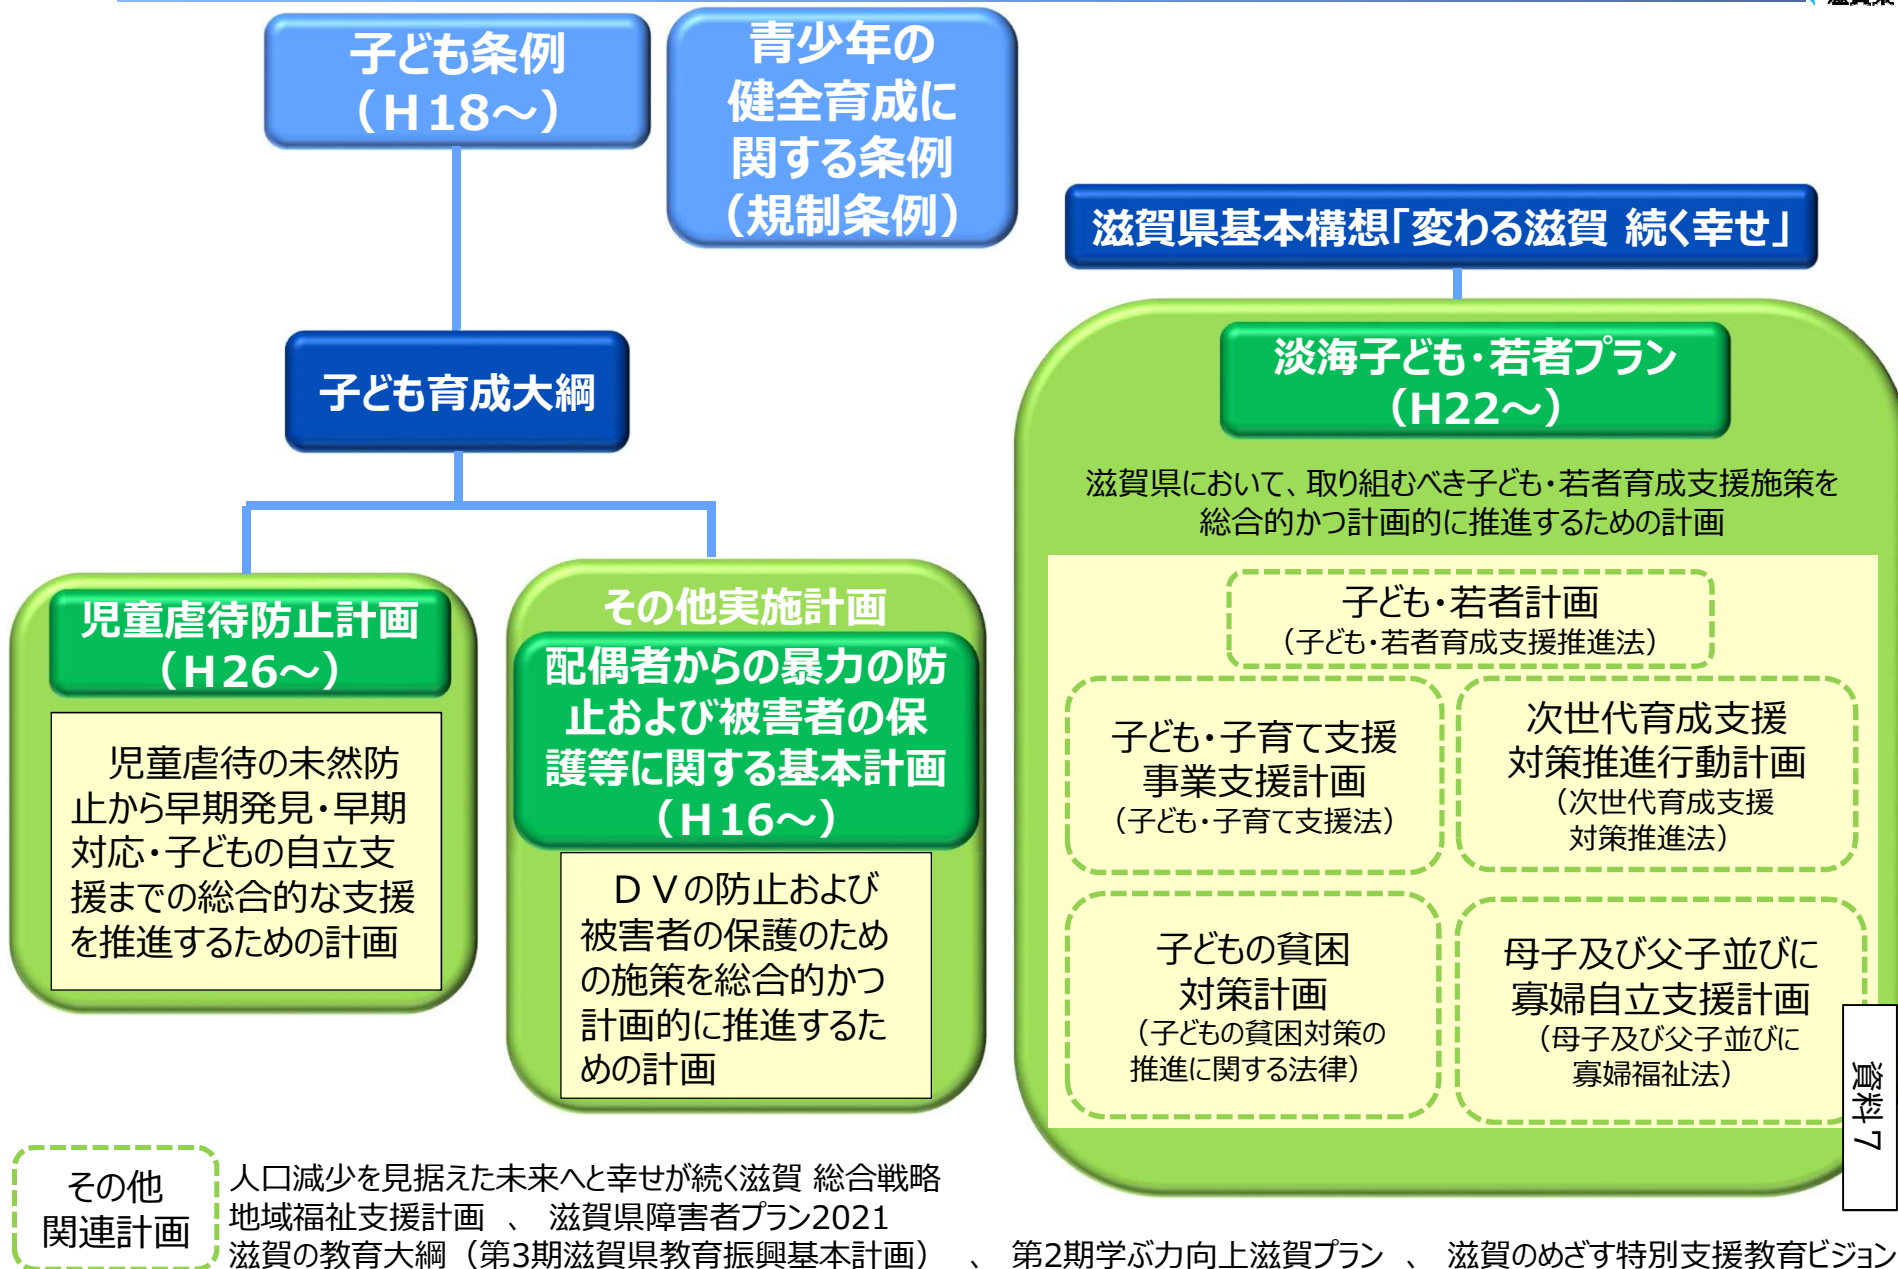 子ども条例
（H18～）
青少年の
健全育成に
関する条例
（規制条例）
滋賀県基本構想「変わる滋賀 続く幸せ」
子ども育成大綱
淡海子ども・若者プラン
（H22～）
滋賀県において、取り組むべき子ども・若者育成支援施策を
総合的かつ計画的に推進するための計画
子ども・若者計画
（子ども・若者育成支援推進法）
子ども・子育て支援
事業支援計画
（子ども・子育て支援法）
次世代育成支援
対策推進行動計画
（次世代育成支援
対策推進法）
子どもの貧困
対策計画
（子どもの貧困対策の
推進に関する法律）
母子及び父子並びに
寡婦自立支援計画
（母子及び父子並びに
寡婦福祉法）
児童虐待防止計画
（H26～）
児童虐待の未然防
止から早期発見・早期
対応・子どもの自立支
援までの総合的な支援
を推進するための計画
その他実施計画
配偶者からの暴力の防
止および被害者の保
護等に関する基本計画
（H16～）
ＤＶの防止および
被害者の保護のため
の施策を総合的かつ
計画的に推進するた
めの計画
資料７
その他
関連計画
人口減少を見据えた未来へと幸せが続く滋賀 総合戦略
地域福祉支援計画 、 滋賀県障害者プラン2021
滋賀の教育大綱（第3期滋賀県教育振興基本計画） 、 第2期学ぶ力向上滋賀プラン 、 滋賀のめざす特別支援教育ビジョン